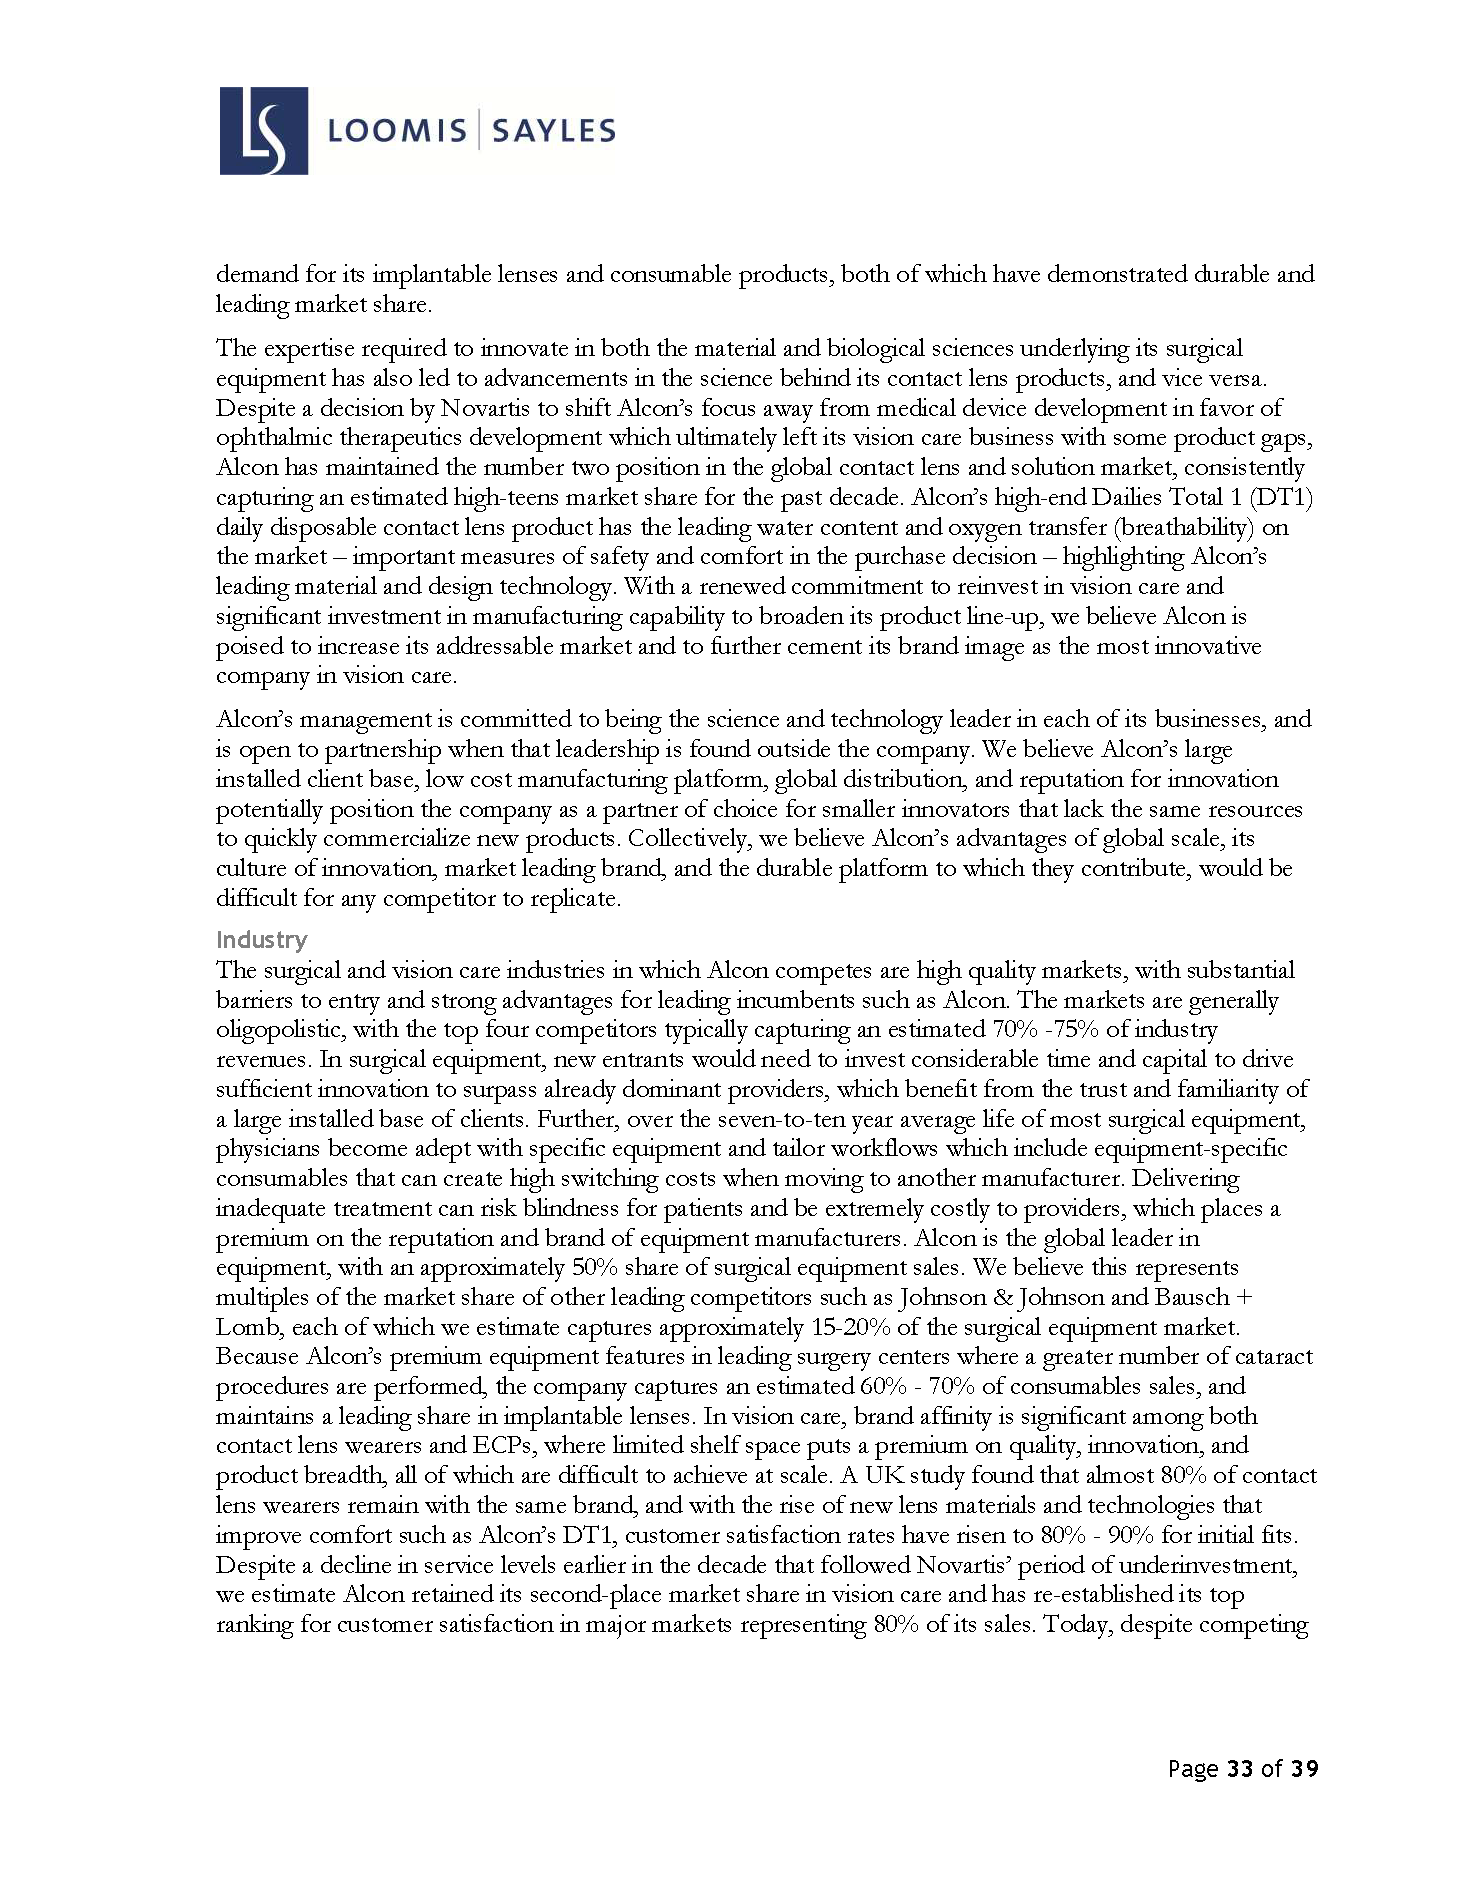 LS LOOMIS | SAYLES
demand for its implantable lenses and consumable products, both of which have demonstrated durable and
leading market share.
The expertise required to innovate in both the material and biological sciences underlying its surgical
equipment has also led to advancements in the science behind its contact lens products, and vice versa.
Despite a decision by Novartis to shift Alcon’s focus away from medical device development in favor of
ophthalmic therapeutics development which ultimately left its vision care business with some product gaps,
Alcon has maintained the number two position in the global contact lens and solution market, consistently
capturing an estimated high-teens market share for the past decade. Alcon’s high-end Dailies Total 1 (DT1)
daily disposable contact lens product has the leading water content and oxygen transfer (breathability) on
the market – important measures of safety and comfort in the purchase decision – highlighting Alcon’s
leading material and design technology. With a renewed commitment to reinvest in vision care and
significant investment in manufacturing capability to broaden its product line-up, we believe Alcon is
poised to increase its addressable market and to further cement its brand image as the most innovative
company in vision care.
Alcon’s management is committed to being the science and technology leader in each of its businesses, and
is open to partnership when that leadership is found outside the company. We believe Alcon’s large
installed client base, low cost manufacturing platform, global distribution, and reputation for innovation
potentially position the company as a partner of choice for smaller innovators that lack the same resources
to quickly commercialize new products. Collectively, we believe Alcon’s advantages of global scale, its
culture of innovation, market leading brand, and the durable platform to which they contribute, would be
difficult for any competitor to replicate.
Industry
The surgical and vision care industries in which Alcon competes are high quality markets, with substantial
barriers to entry and strong advantages for leading incumbents such as Alcon. The markets are generally
oligopolistic, with the top four competitors typically capturing an estimated 70% -75% of industry
revenues. In surgical equipment, new entrants would need to invest considerable time and capital to drive
sufficient innovation to surpass already dominant providers, which benefit from the trust and familiarity of
a large installed base of clients. Further, over the seven-to-ten year average life of most surgical equipment,
physicians become adept with specific equipment and tailor workflows which include equipment-specific
consumables that can create high switching costs when moving to another manufacturer. Delivering
inadequate treatment can risk blindness for patients and be extremely costly to providers, which places a
premium on the reputation and brand of equipment manufacturers. Alcon is the global leader in
equipment, with an approximately 50% share of surgical equipment sales. We believe this represents
multiples of the market share of other leading competitors such as Johnson & Johnson and Bausch +
Lomb, each of which we estimate captures approximately 15-20% of the surgical equipment market.
Because Alcon’s premium equipment features in leading surgery centers where a greater number of cataract
procedures are performed, the company captures an estimated 60% - 70% of consumables sales, and
maintains a leading share in implantable lenses. In vision care, brand affinity is significant among both
contact lens wearers and ECPs, where limited shelf space puts a premium on quality, innovation, and
product breadth, all of which are difficult to achieve at scale. A UK study found that almost 80% of contact
lens wearers remain with the same brand, and with the rise of new lens materials and technologies that
improve comfort such as Alcon’s DT1, customer satisfaction rates have risen to 80% - 90% for initial fits.
Despite a decline in service levels earlier in the decade that followed Novartis’ period of underinvestment,
we estimate Alcon retained its second-place market share in vision care and has re-established its top
ranking for customer satisfaction in major markets representing 80% of its sales. Today, despite competing
Page 33 of 39